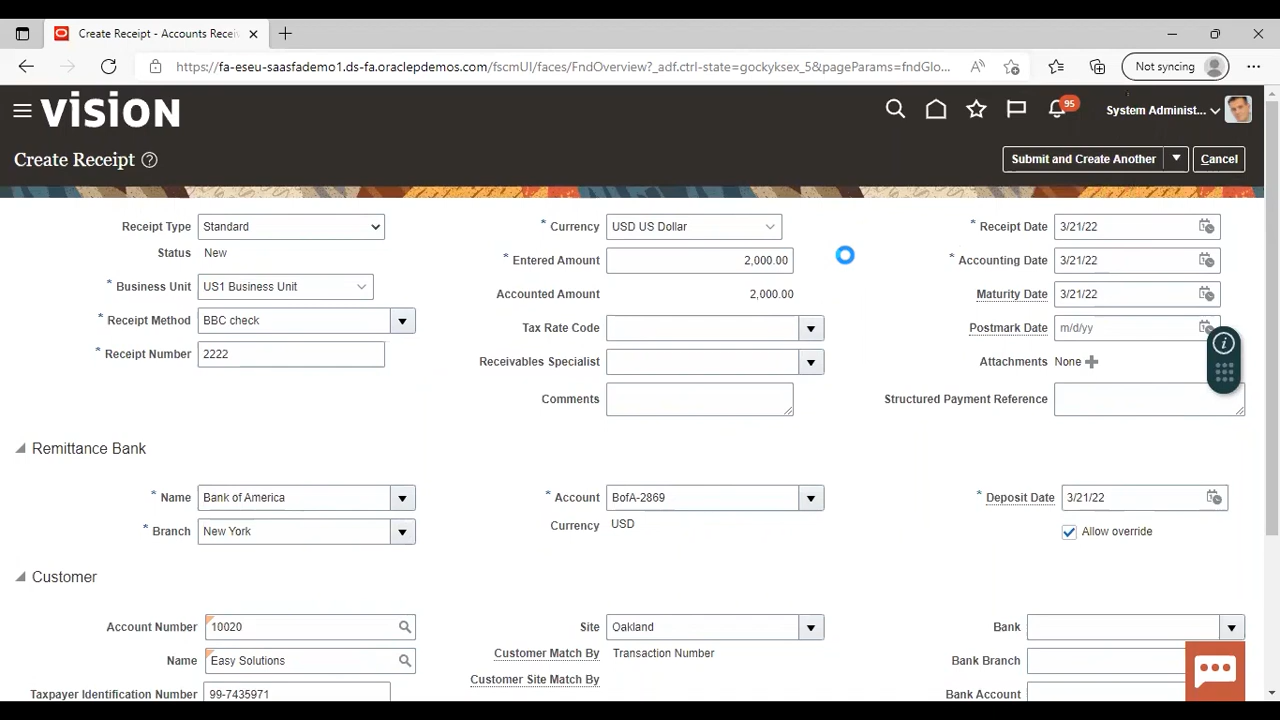 Create Receipt - Accounts Recei
Not syncing
https://fa-eseu-saasfademo1.ds-fa.oraclepdemos.com/fscmUI/faces/FndOverview?_adf.ctrl-state=gockyksex_5&pageParams=fndGlo...
VISION
95
System Administ...
Create Receipt
Submit and Create Another
Cancel
Receipt Type Standard
* Currency USD US Dollar
* Receipt Date 3/21/22
Status New
* Entered Amount 2,000.00
* Accounting Date 3/21/22
* Business Unit US1 Business Unit
Accounted Amount 2,000.00
Maturity Date 3/21/22
* Receipt Method BBC check
Tax Rate Code
Postmark Date m/d/yy
* Receipt Number 2222
Receivables Specialist
Attachments None
Comments
Structured Payment Reference
Remittance Bank
* Name Bank of America
* Account BofA-2869
* Deposit Date 3/21/22
* Branch New York
Currency USD
Allow override
Customer
Account Number 10020
Site Oakland
Bank
Name Easy Solutions
Customer Match By Transaction Number
Bank Branch
Customer Site Match By
Taxpayer Identification Number 99-7435971
Bank Account